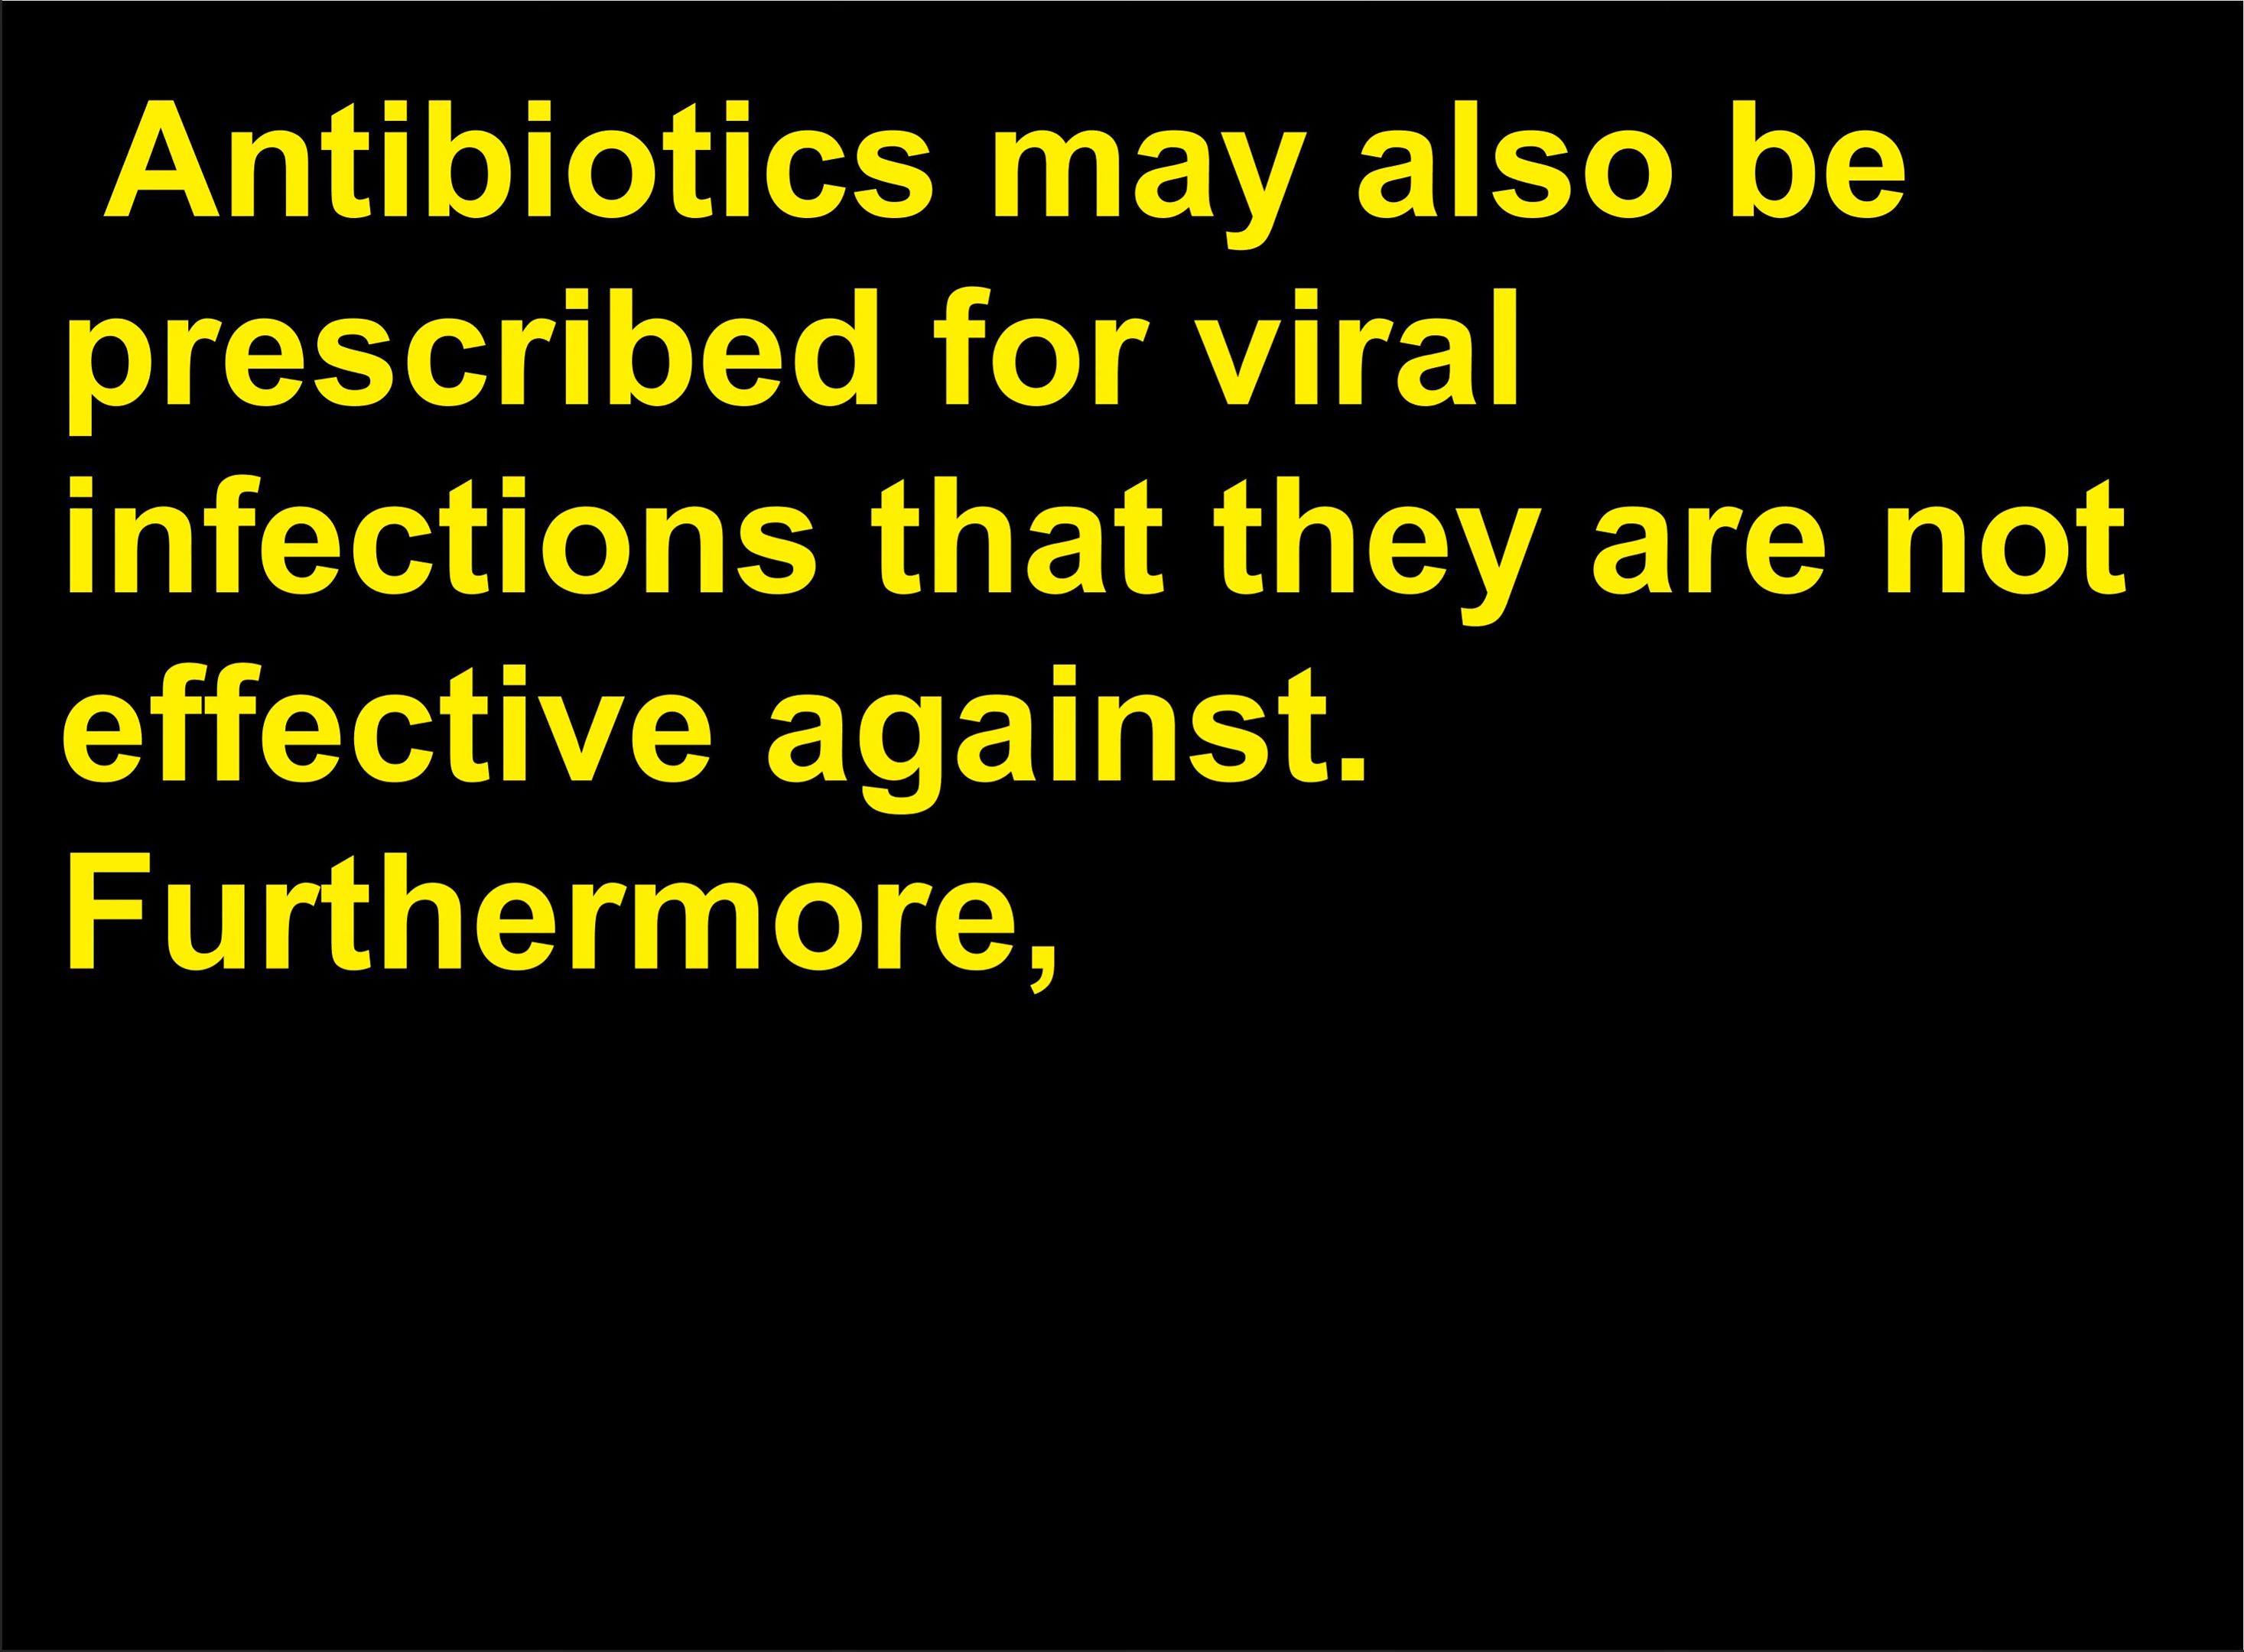 Antibiotics may also be
prescribed for viral
infections that they are not
effective against.
Furthermore,